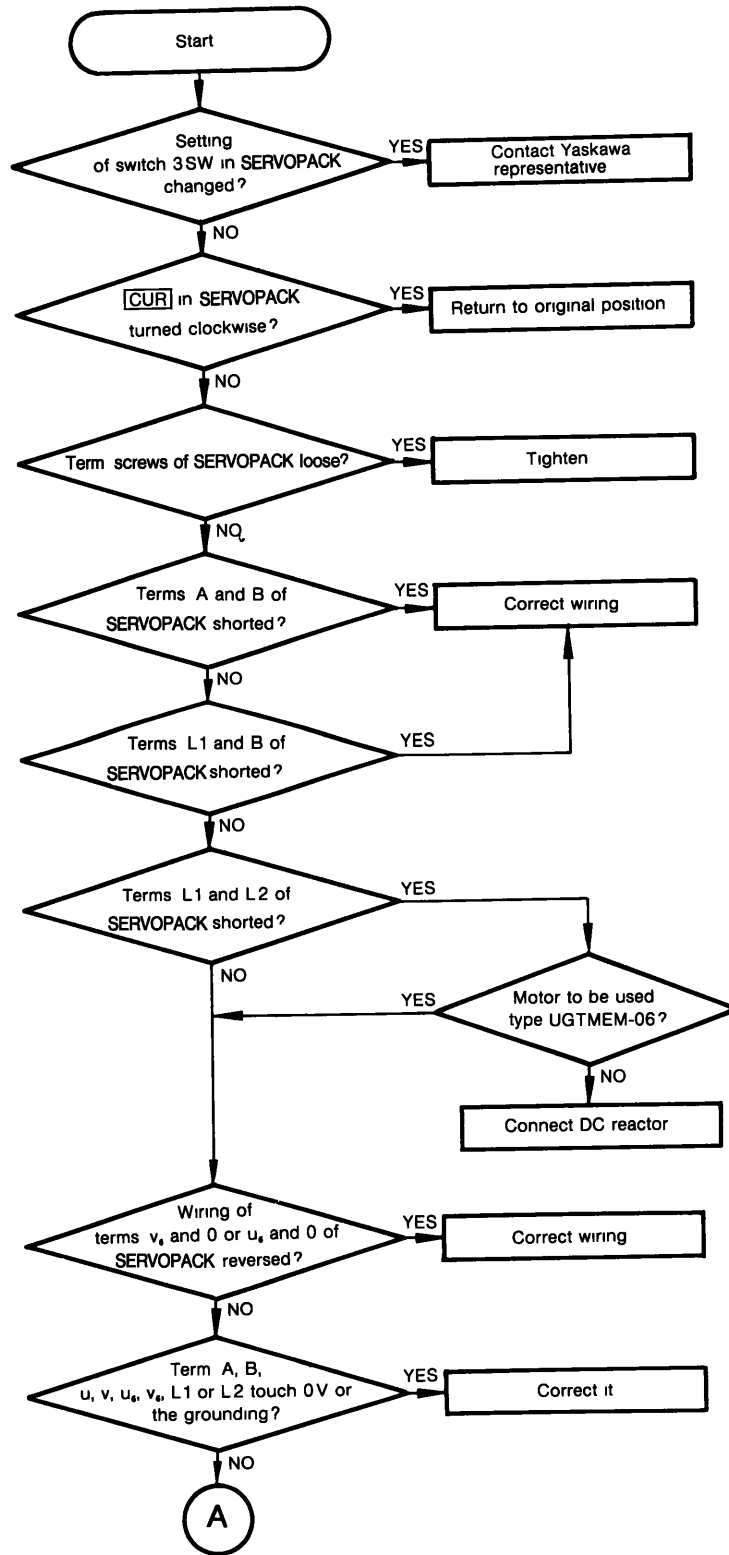 Start
Setting
of switch 3SW in SERVOPACK
changed?
YES
Contact Yaskawa
representative
NO
CUR in SERVOPACK
turned clockwise?
YES
Return to original position
NO
Term screws of SERVOPACK loose?
YES
Tighten
NO
Terms A and B of
SERVOPACK shorted?
YES
Correct wiring
NO
Terms L1 and B of
SERVOPACK shorted?
YES
NO
Terms L1 and L2 of
SERVOPACK shorted?
YES
NO
YES
Motor to be used
type UGTMEM-06?
NO
Connect DC reactor
Wiring of
terms v₆ and 0 or u₆ and 0 of
SERVOPACK reversed?
YES
Correct wiring
NO
Term A, B,
u, v, u₆, v₆, L1 or L2 touch 0V or
the grounding?
YES
Correct it
NO
A